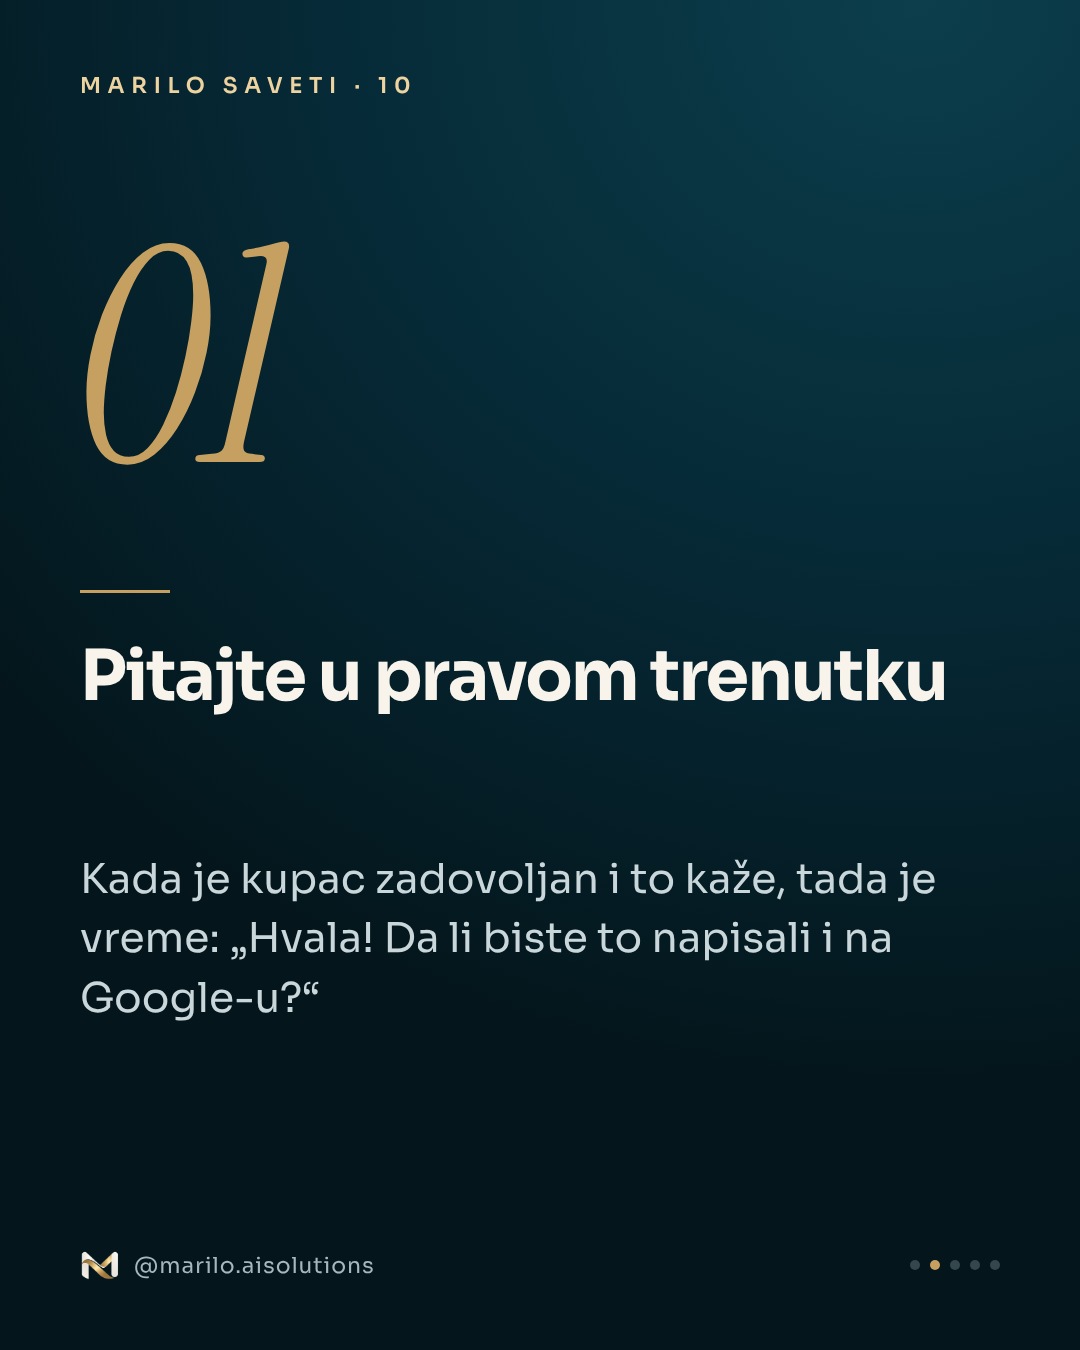 MARILO SAVETI · 10
01
Pitajte u pravom trenutku
Kada je kupac zadovoljan i to kaže, tada je
vreme: „Hvala! Da li biste to napisali i na
Google-u?“
@marilo.aisolutions